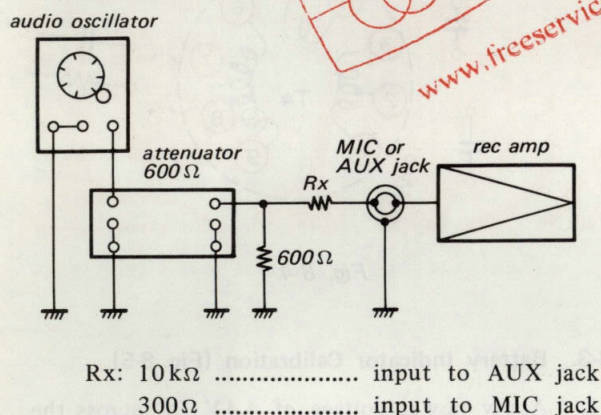 www.freeservic
audio oscillator
attenuator
600Ω
MIC or
AUX jack
rec amp
Rx
600Ω
Rx: 10kΩ .................... input to AUX jack
300Ω .................... input to MIC jack